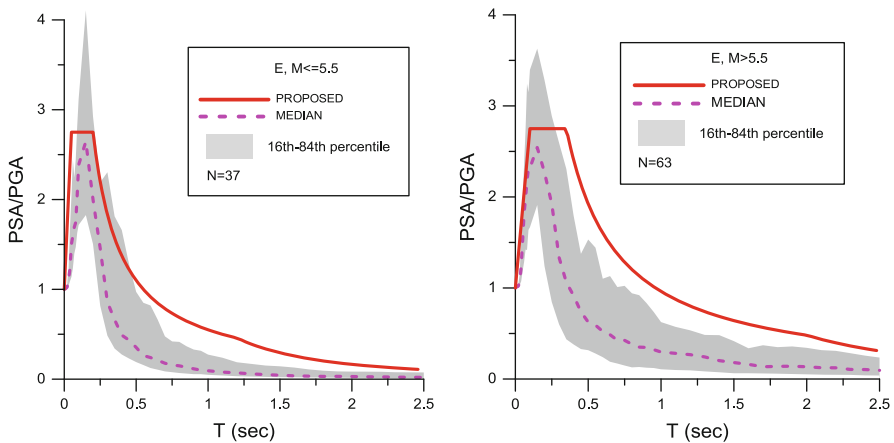 4
3
2
1
0
PSA/PGA
E, M<=5.5
PROPOSED
MEDIAN
16th-84th percentile
N=37
0
0.5
1
1.5
2
2.5
T (sec)
4
3
2
1
0
PSA/PGA
E, M>5.5
PROPOSED
MEDIAN
16th-84th percentile
N=63
0
0.5
1
1.5
2
2.5
T (sec)